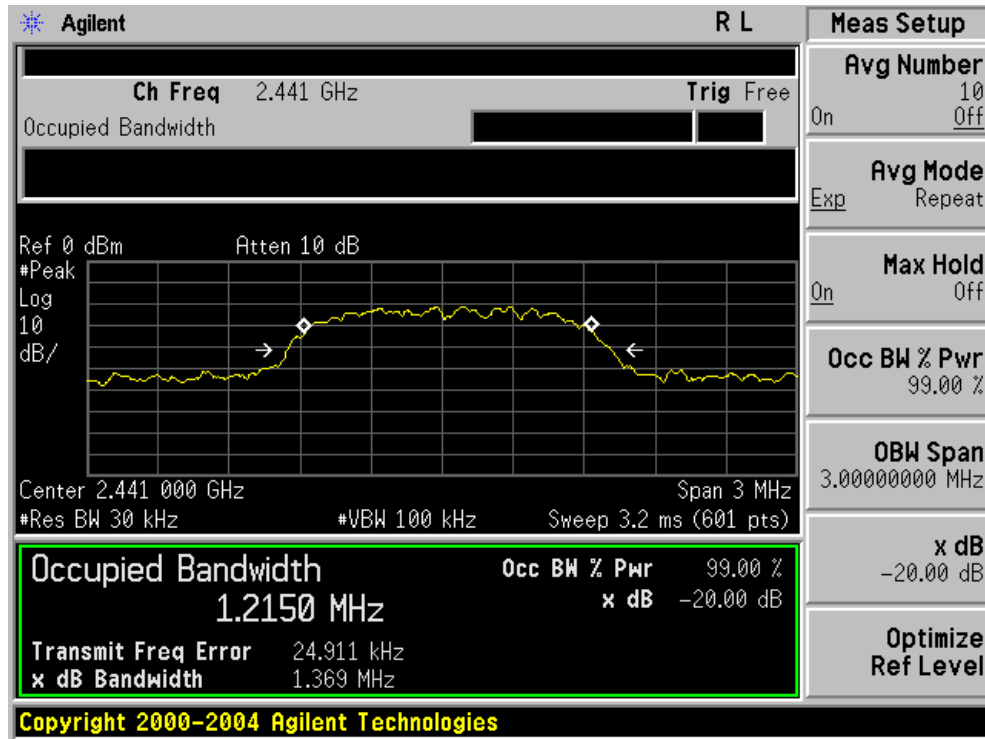 Agilent R L
Ch Freq 2.441 GHz Trig Free
Occupied Bandwidth
Ref 0 dBm Atten 10 dB
#Peak
Log
10
dB/
Center 2.441 000 GHz Span 3 MHz
#Res BW 30 kHz #VBW 100 kHz Sweep 3.2 ms (601 pts)
Occupied Bandwidth Occ BW % Pwr 99.00 %
1.2150 MHz x dB -20.00 dB
Transmit Freq Error 24.911 kHz
x dB Bandwidth 1.369 MHz
Copyright 2000-2004 Agilent Technologies
Meas Setup
Avg Number
10
On Off
Avg Mode
Exp Repeat
Max Hold
On Off
Occ BW % Pwr
99.00 %
OBW Span
3.00000000 MHz
x dB
-20.00 dB
Optimize
Ref Level